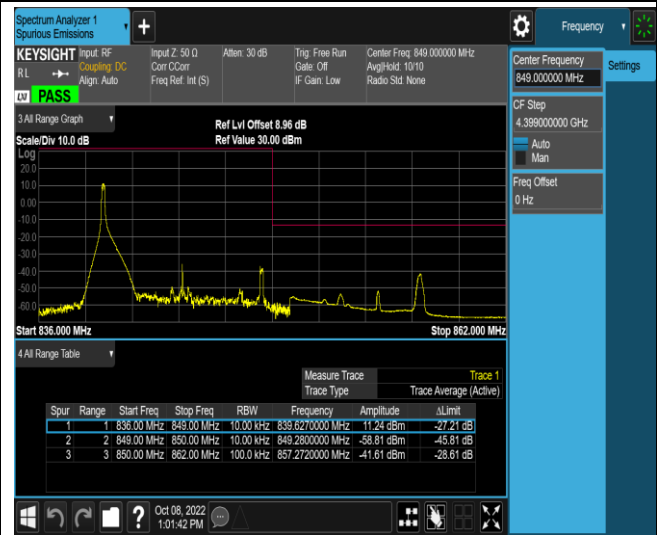 Spectrum Analyzer 1
Spurious Emissions
Frequency
KEYSIGHT
RL
Input: RF
Coupling: DC
Align: Auto
Input Z: 50 Ω
Corr CCorr
Freq Ref: Int (S)
Atten: 30 dB
Trig: Free Run
Gate: Off
IF Gain: Low
Center Freq: 849.000000 MHz
Avg|Hold: 10/10
Radio Std: None
LXI PASS
Center Frequency
849.000000 MHz
Settings
CF Step
4.399000000 GHz
Auto
Man
Freq Offset
0 Hz
3 All Range Graph
Scale/Div 10.0 dB
Ref Lvl Offset 8.96 dB
Ref Value 30.00 dBm
Log
20.0
10.0
0.00
-10.0
-20.0
-30.0
-40.0
-50.0
-60.0
Start 836.000 MHz
Stop 862.000 MHz
4 All Range Table
Measure Trace Trace 1
Trace Type Trace Average (Active)
Spur Range Start Freq Stop Freq RBW Frequency Amplitude ΔLimit
1 1 836.00 MHz 849.00 MHz 10.00 kHz 839.6270000 MHz 11.24 dBm -27.21 dB
2 2 849.00 MHz 850.00 MHz 10.00 kHz 849.2800000 MHz -58.81 dBm -45.81 dB
3 3 850.00 MHz 862.00 MHz 100.0 kHz 857.2720000 MHz -41.61 dBm -28.61 dB
?
Oct 08, 2022
1:01:42 PM